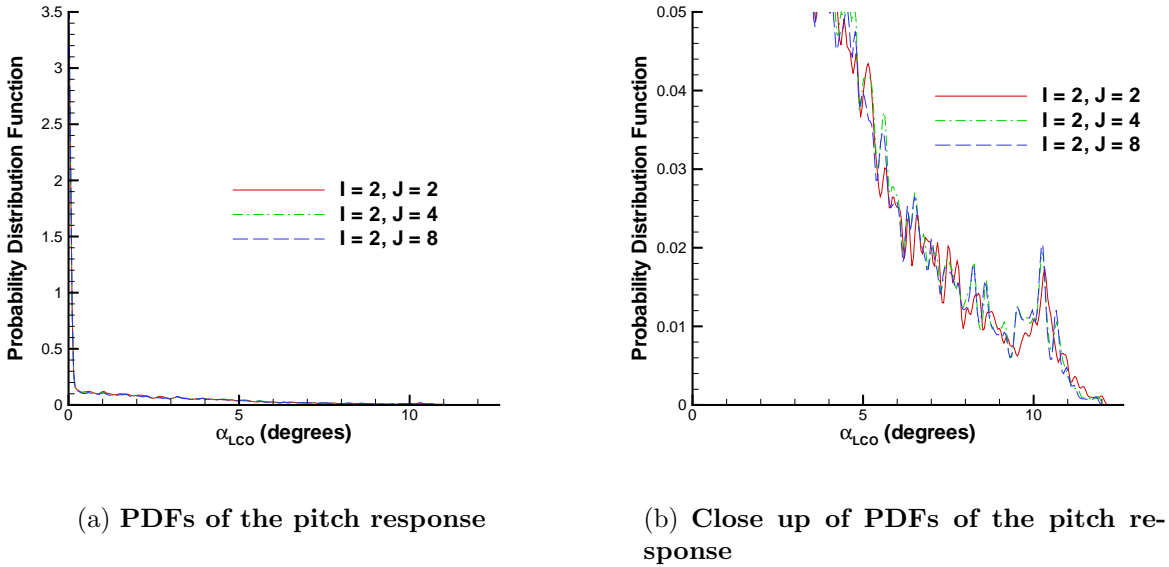 Probability Distribution Function
3.5
3
2.5
2
1.5
1
0.5
0
0
5
10
α_LCO (degrees)
I = 2, J = 2
I = 2, J = 4
I = 2, J = 8
(a) PDFs of the pitch response
Probability Distribution Function
0.05
0.04
0.03
0.02
0.01
0
0
5
10
α_LCO (degrees)
I = 2, J = 2
I = 2, J = 4
I = 2, J = 8
(b) Close up of PDFs of the pitch re-
sponse